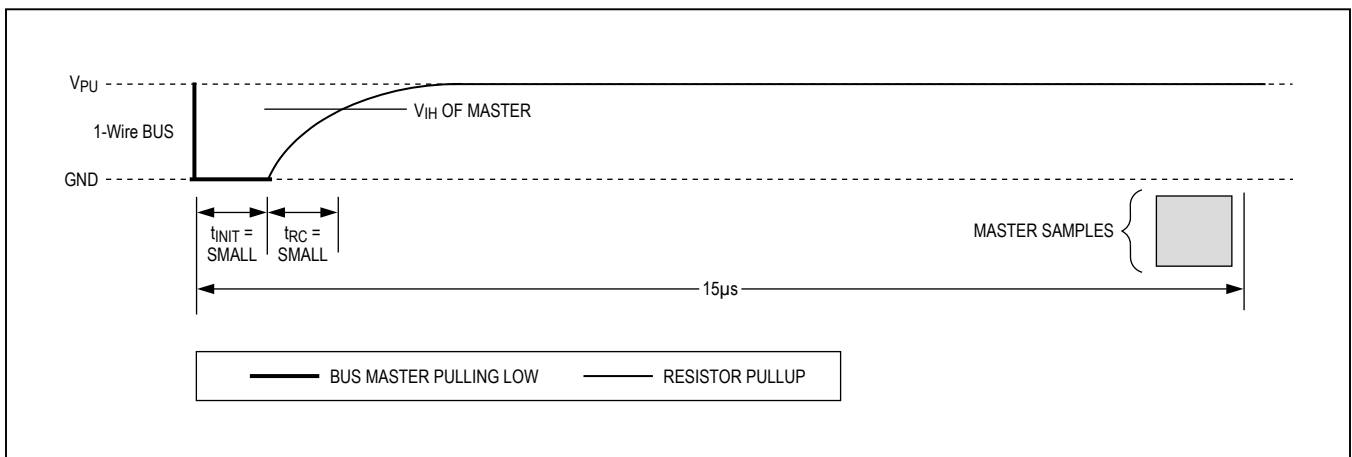 VPU
VIH OF MASTER
1-Wire BUS
GND
tINIT =
SMALL
tRC =
SMALL
MASTER SAMPLES
15µs
BUS MASTER PULLING LOW
RESISTOR PULLUP